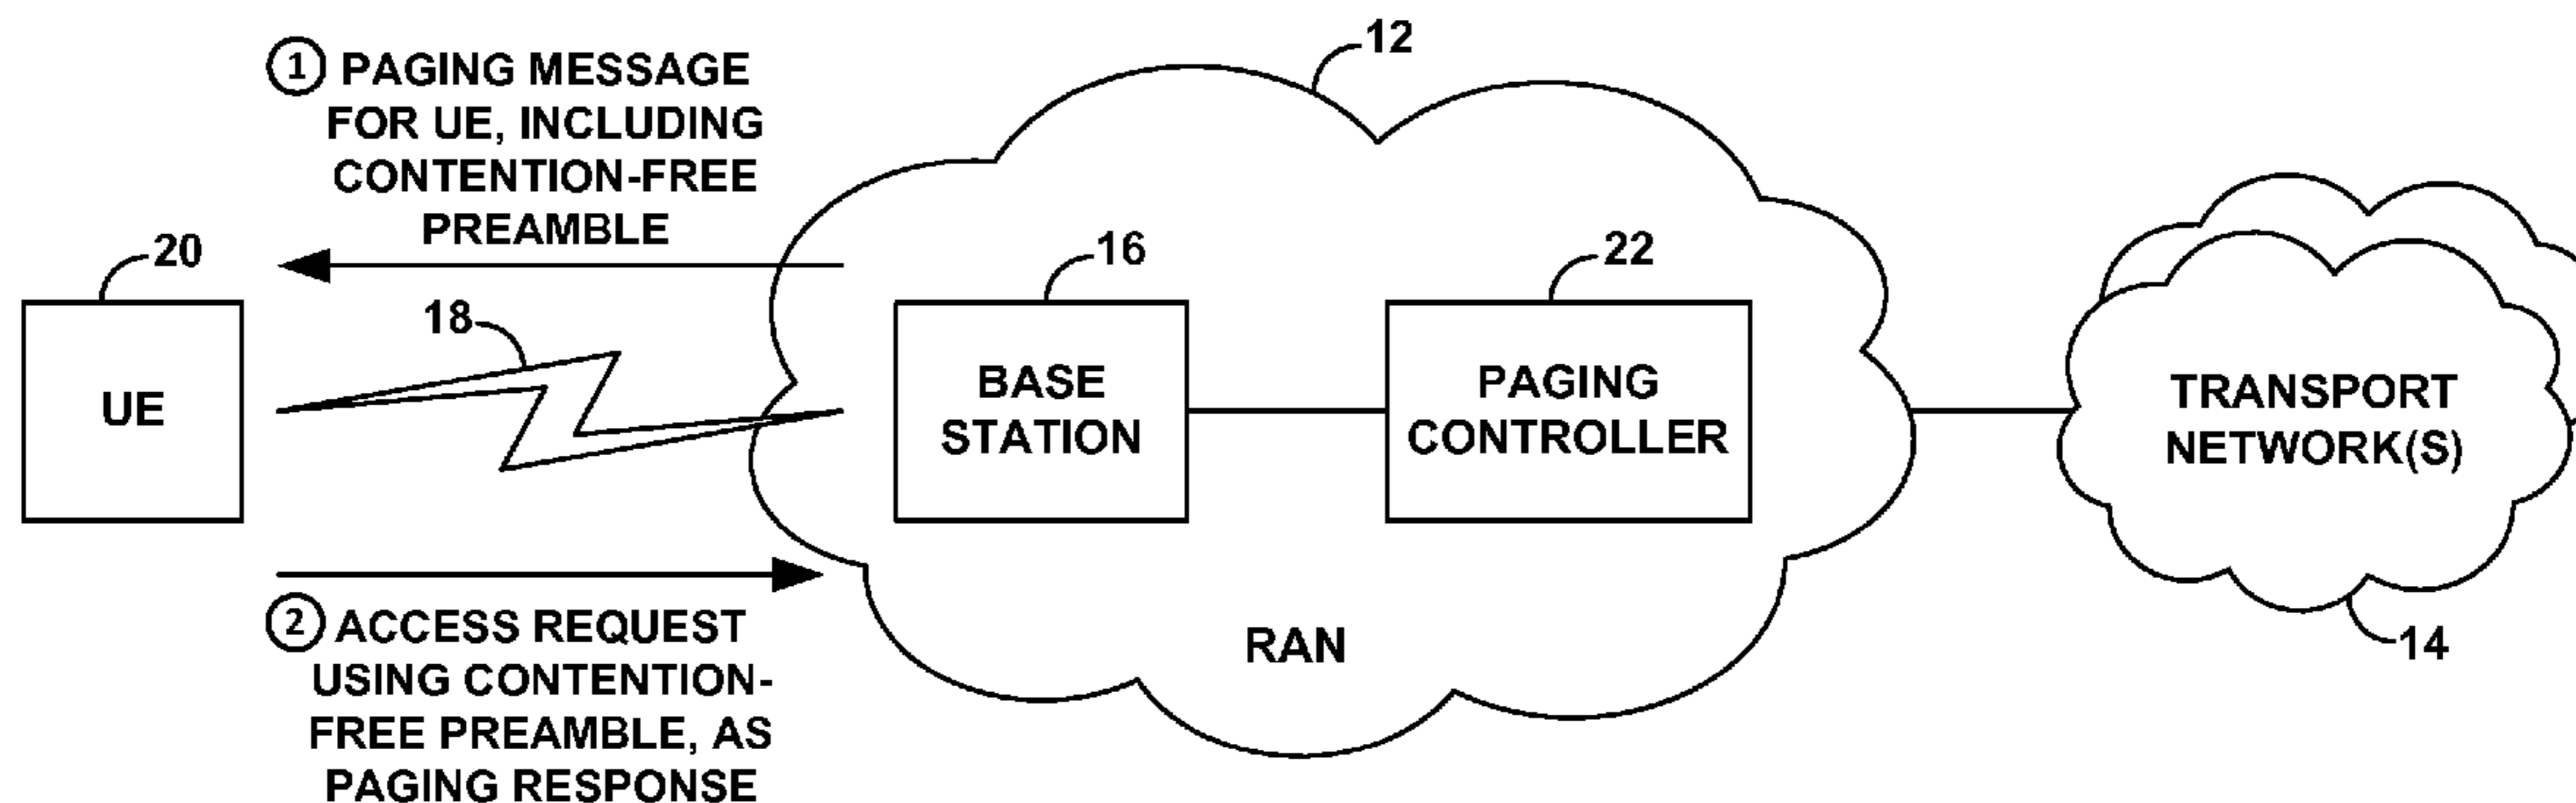 12
① PAGING MESSAGE
FOR UE, INCLUDING
CONTENTION-FREE
PREAMBLE
20
16
22
18
UE
BASE
STATION
PAGING
CONTROLLER
TRANSPORT
NETWORK(S)
② ACCESS REQUEST
USING CONTENTION-
FREE PREAMBLE, AS
PAGING RESPONSE
RAN
14